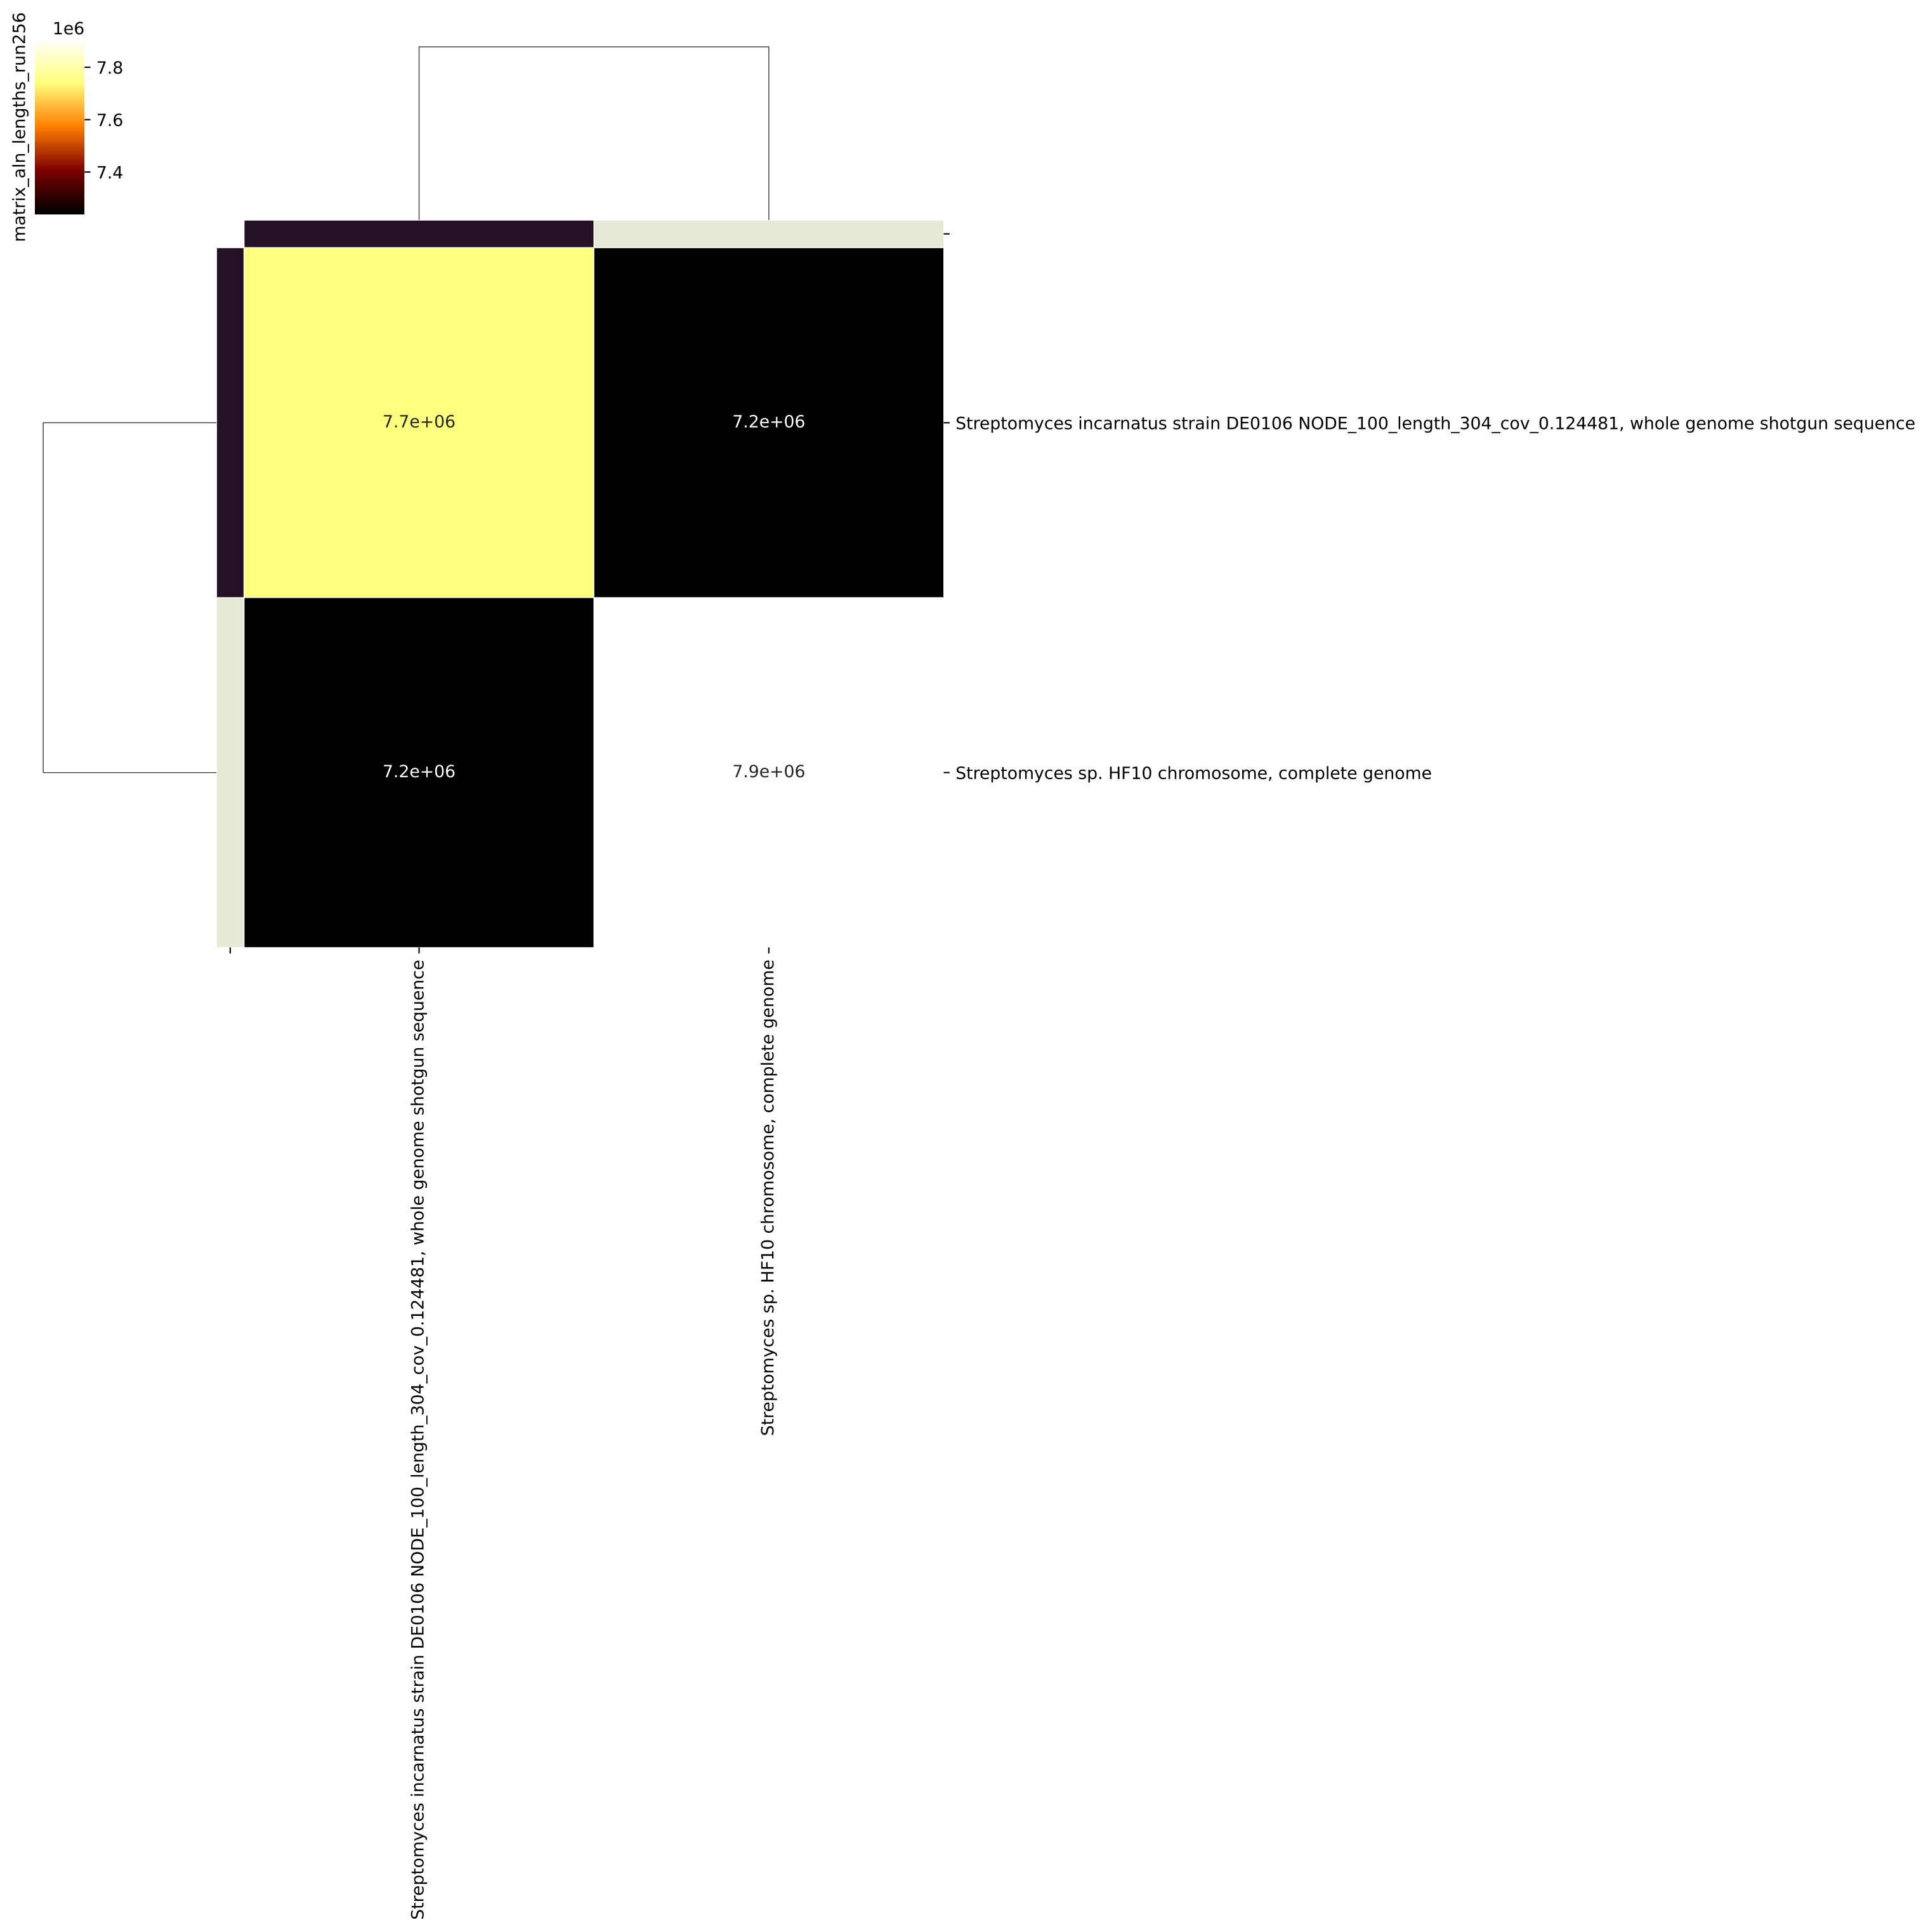 matrix_aln_lengths_run256
1e6
7.8
7.6
7.4
7.7e+06
7.2e+06
Streptomyces incarnatus strain DE0106 NODE_100_length_304_cov_0.124481, whole genome shotgun sequence
7.2e+06
7.9e+06
Streptomyces sp. HF10 chromosome, complete genome
Streptomyces incarnatus strain DE0106 NODE_100_length_304_cov_0.124481, whole genome shotgun sequence
Streptomyces sp. HF10 chromosome, complete genome